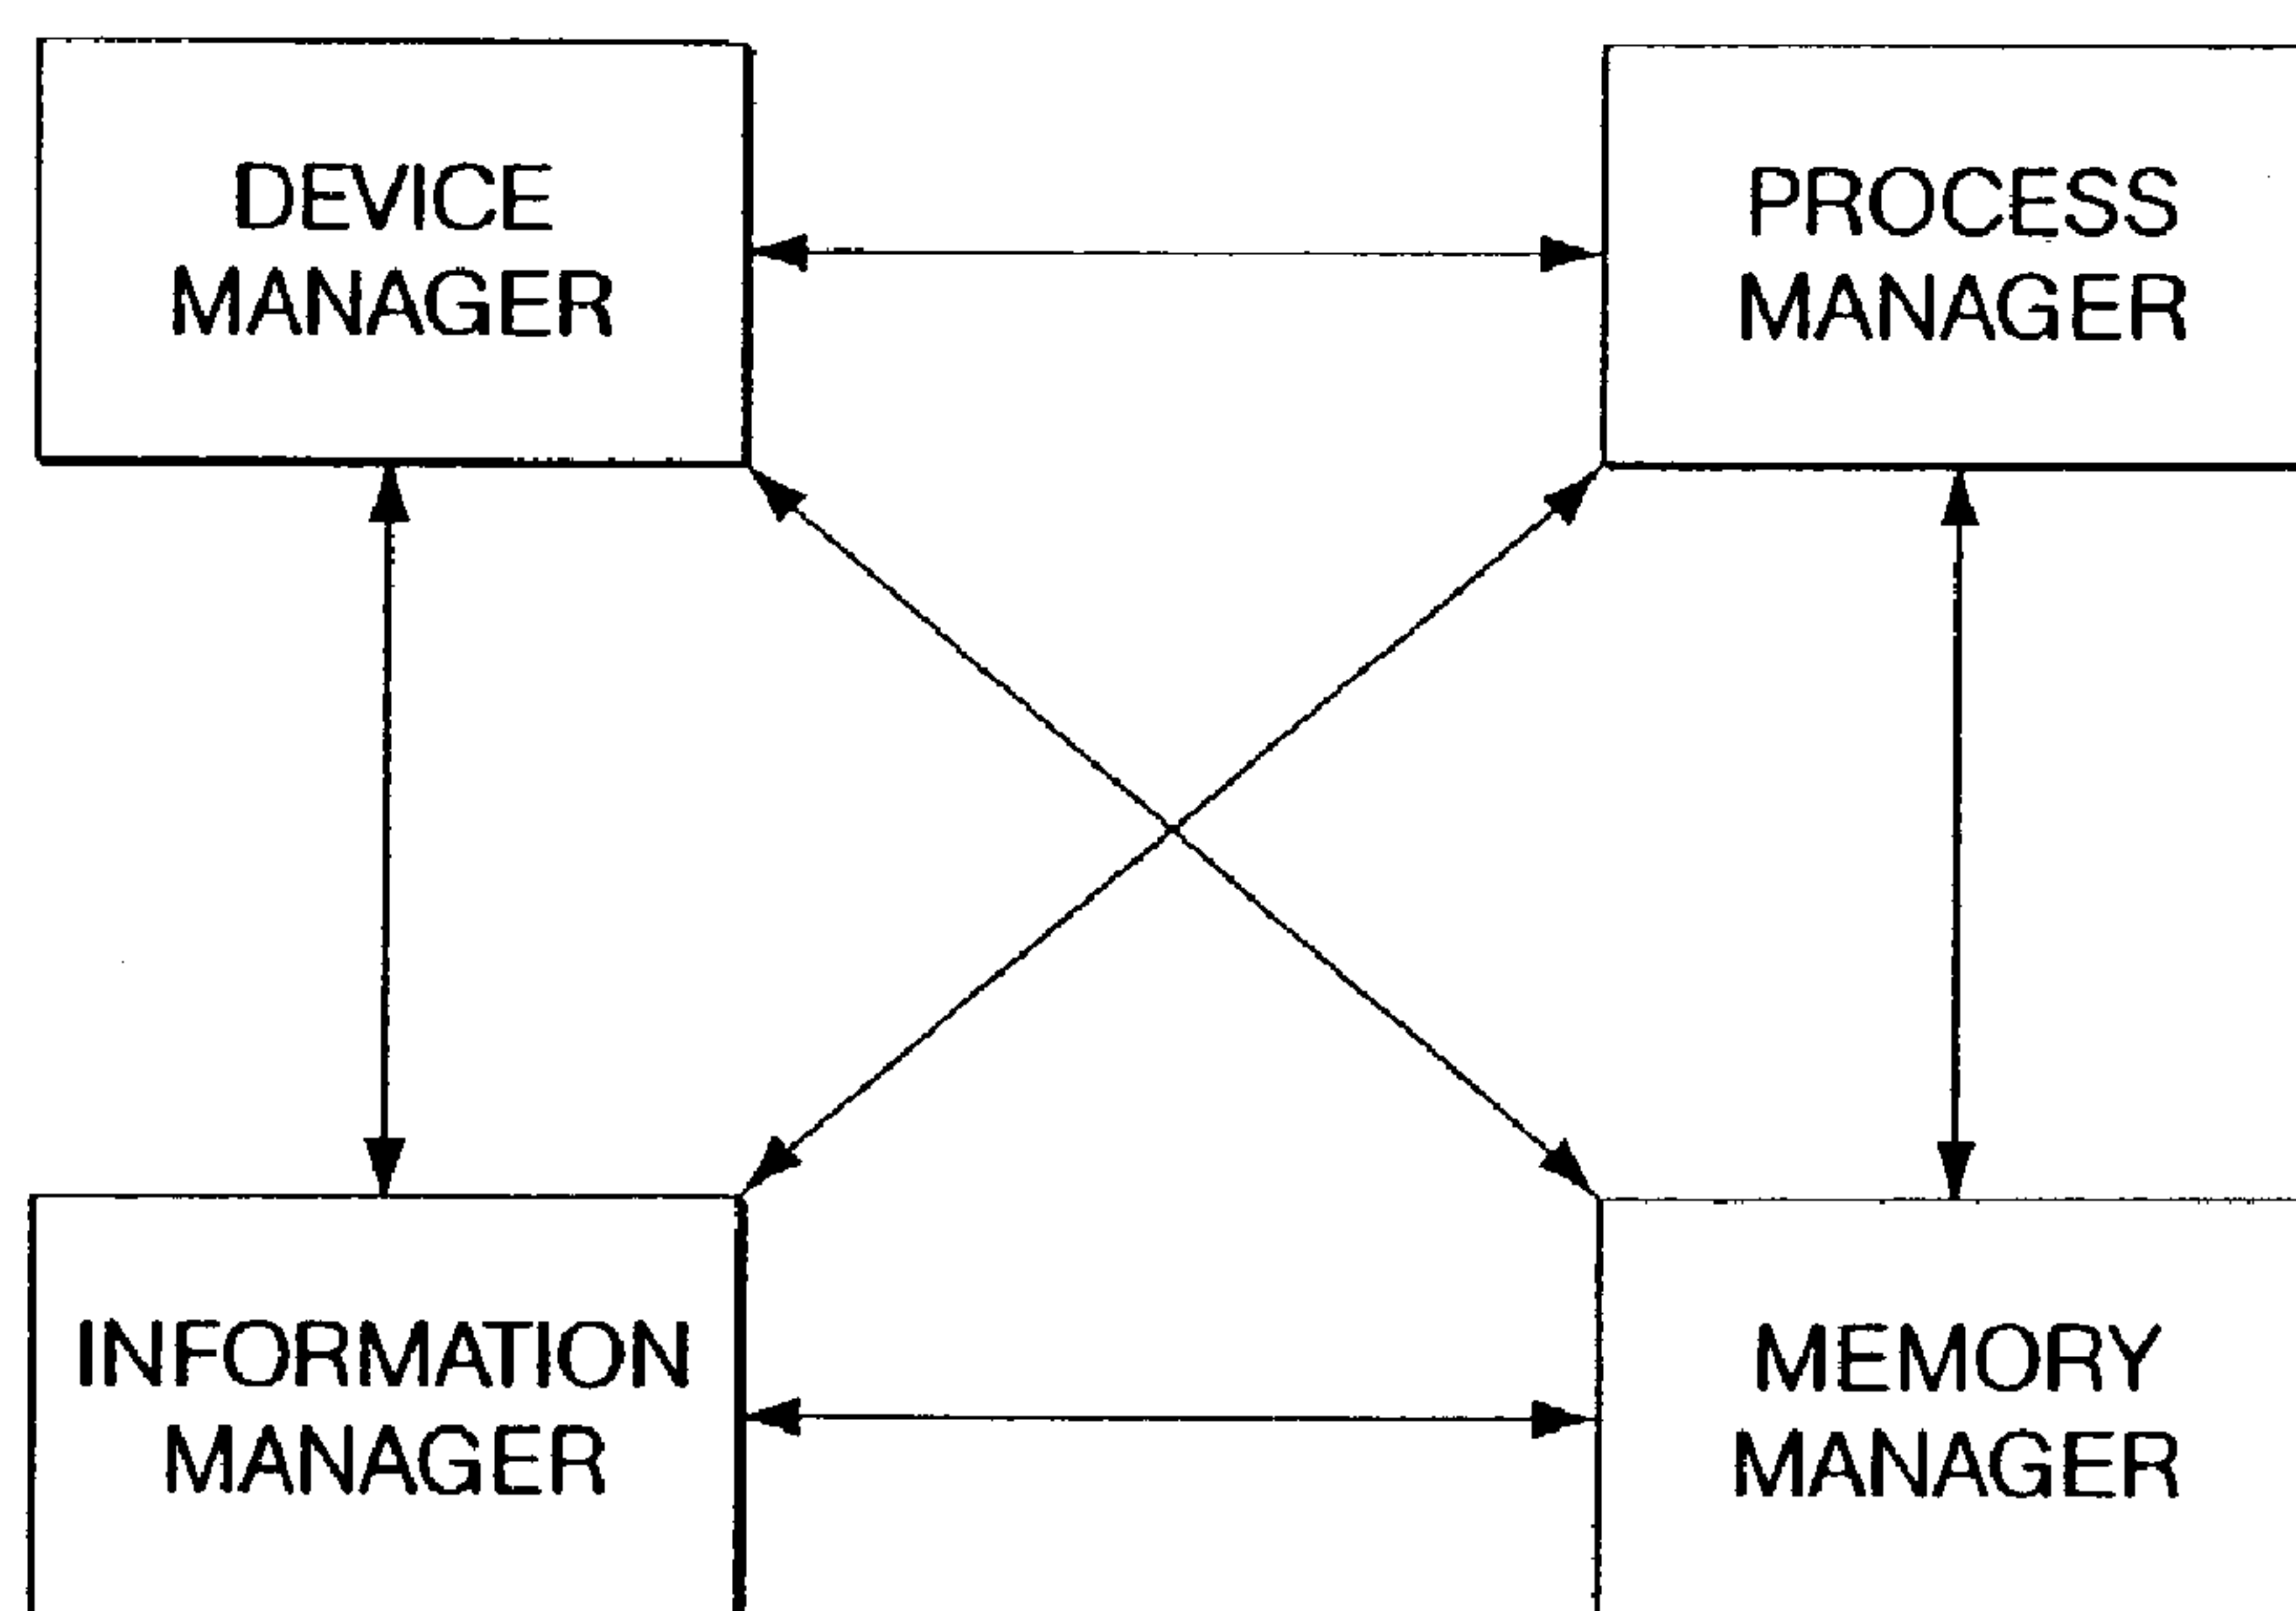 DEVICE
MANAGER
PROCESS
MANAGER
INFORMATION
MANAGER
MEMORY
MANAGER